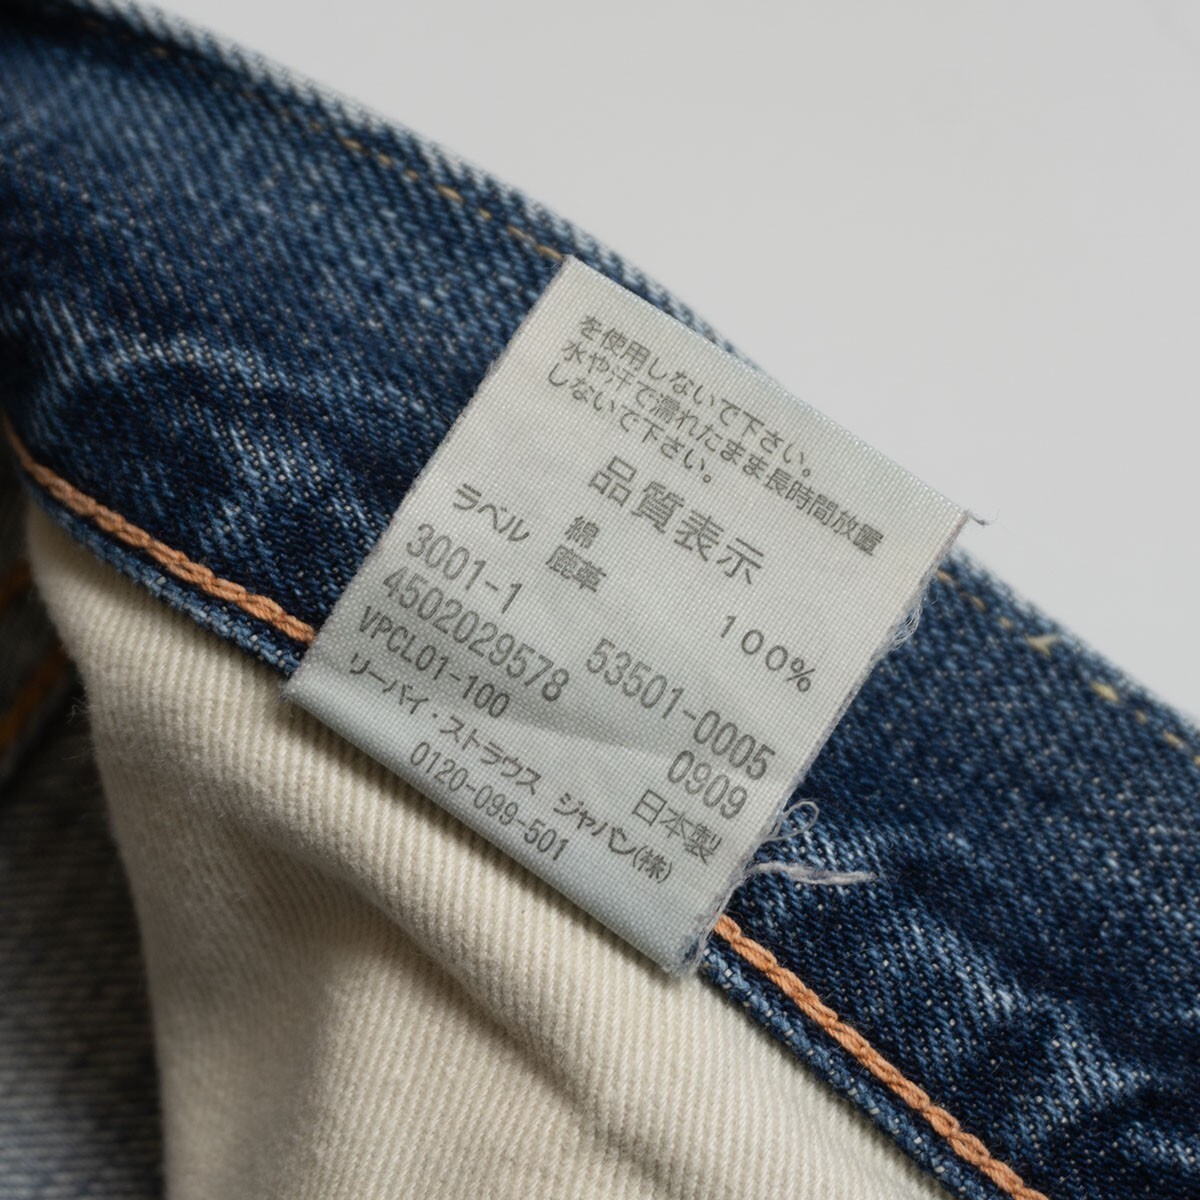 を使用しないで下さい。
水や汗で濡れたまま長時間放置
しないで下さい。
品質表示
綿 100%
ラベル 鹿革
3001-1 53501-0005
4502029578 0909
VPCL01-100 日本製
リーバイ・ストラウス ジャパン(株)
0120-099-501